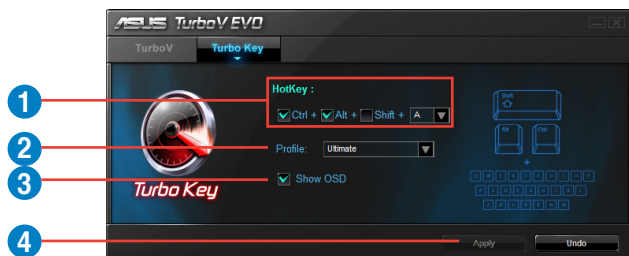 ASUS TurboV EVO
TurboV Turbo Key
1
HotKey :
Ctrl + Alt + Shift + A
2
Profile: Ultimate
3
Show OSD
Turbo Key
Shift
Alt Ctrl
+
4
Apply Undo